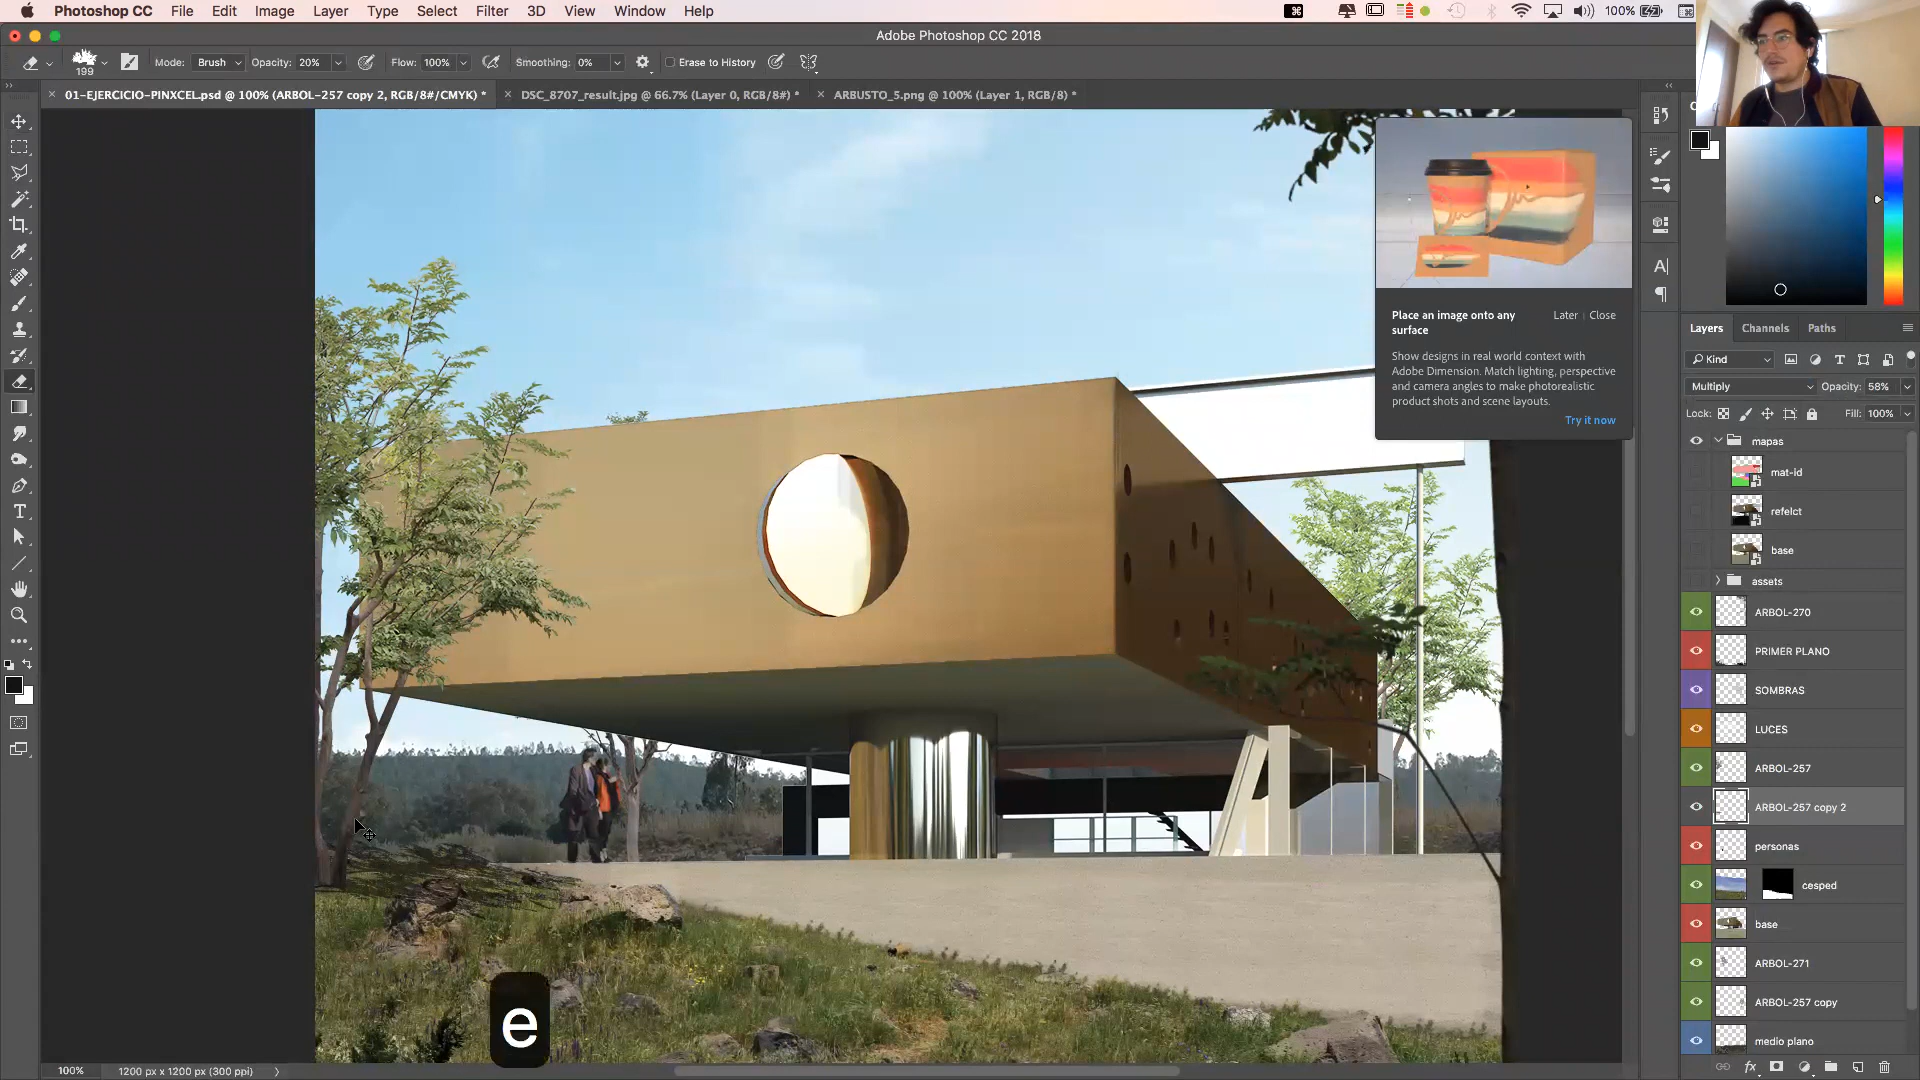 Photoshop CC File Edit Image Layer Type Select Filter 3D View Window Help 100%
Adobe Photoshop CC 2018
199 Mode: Brush Opacity: 20% Flow: 100% Smoothing: 0% Erase to History
01-EJERCICIO-PINXCEL.psd @ 100% (ARBOL-257 copy 2, RGB/8#/CMYK) *
DSC_8707_result.jpg @ 66.7% (Layer 0, RGB/8#) *
ARBUSTO_5.png @ 100% (Layer 1, RGB/8) *
Place an image onto any
surface
Later Close
Show designs in real world context with
Adobe Dimension. Match lighting, perspective
and camera angles to make photorealistic
product shots and scene layouts.
Try it now
Layers Channels Paths
Kind
Multiply Opacity: 58%
Lock: Fill: 100%
mapas
mat-id
refelct
base
assets
ARBOL-270
PRIMER PLANO
SOMBRAS
LUCES
ARBOL-257
ARBOL-257 copy 2
personas
cesped
base
ARBOL-271
ARBOL-257 copy
medio plano
e
100% 1200 px x 1200 px (300 ppi)